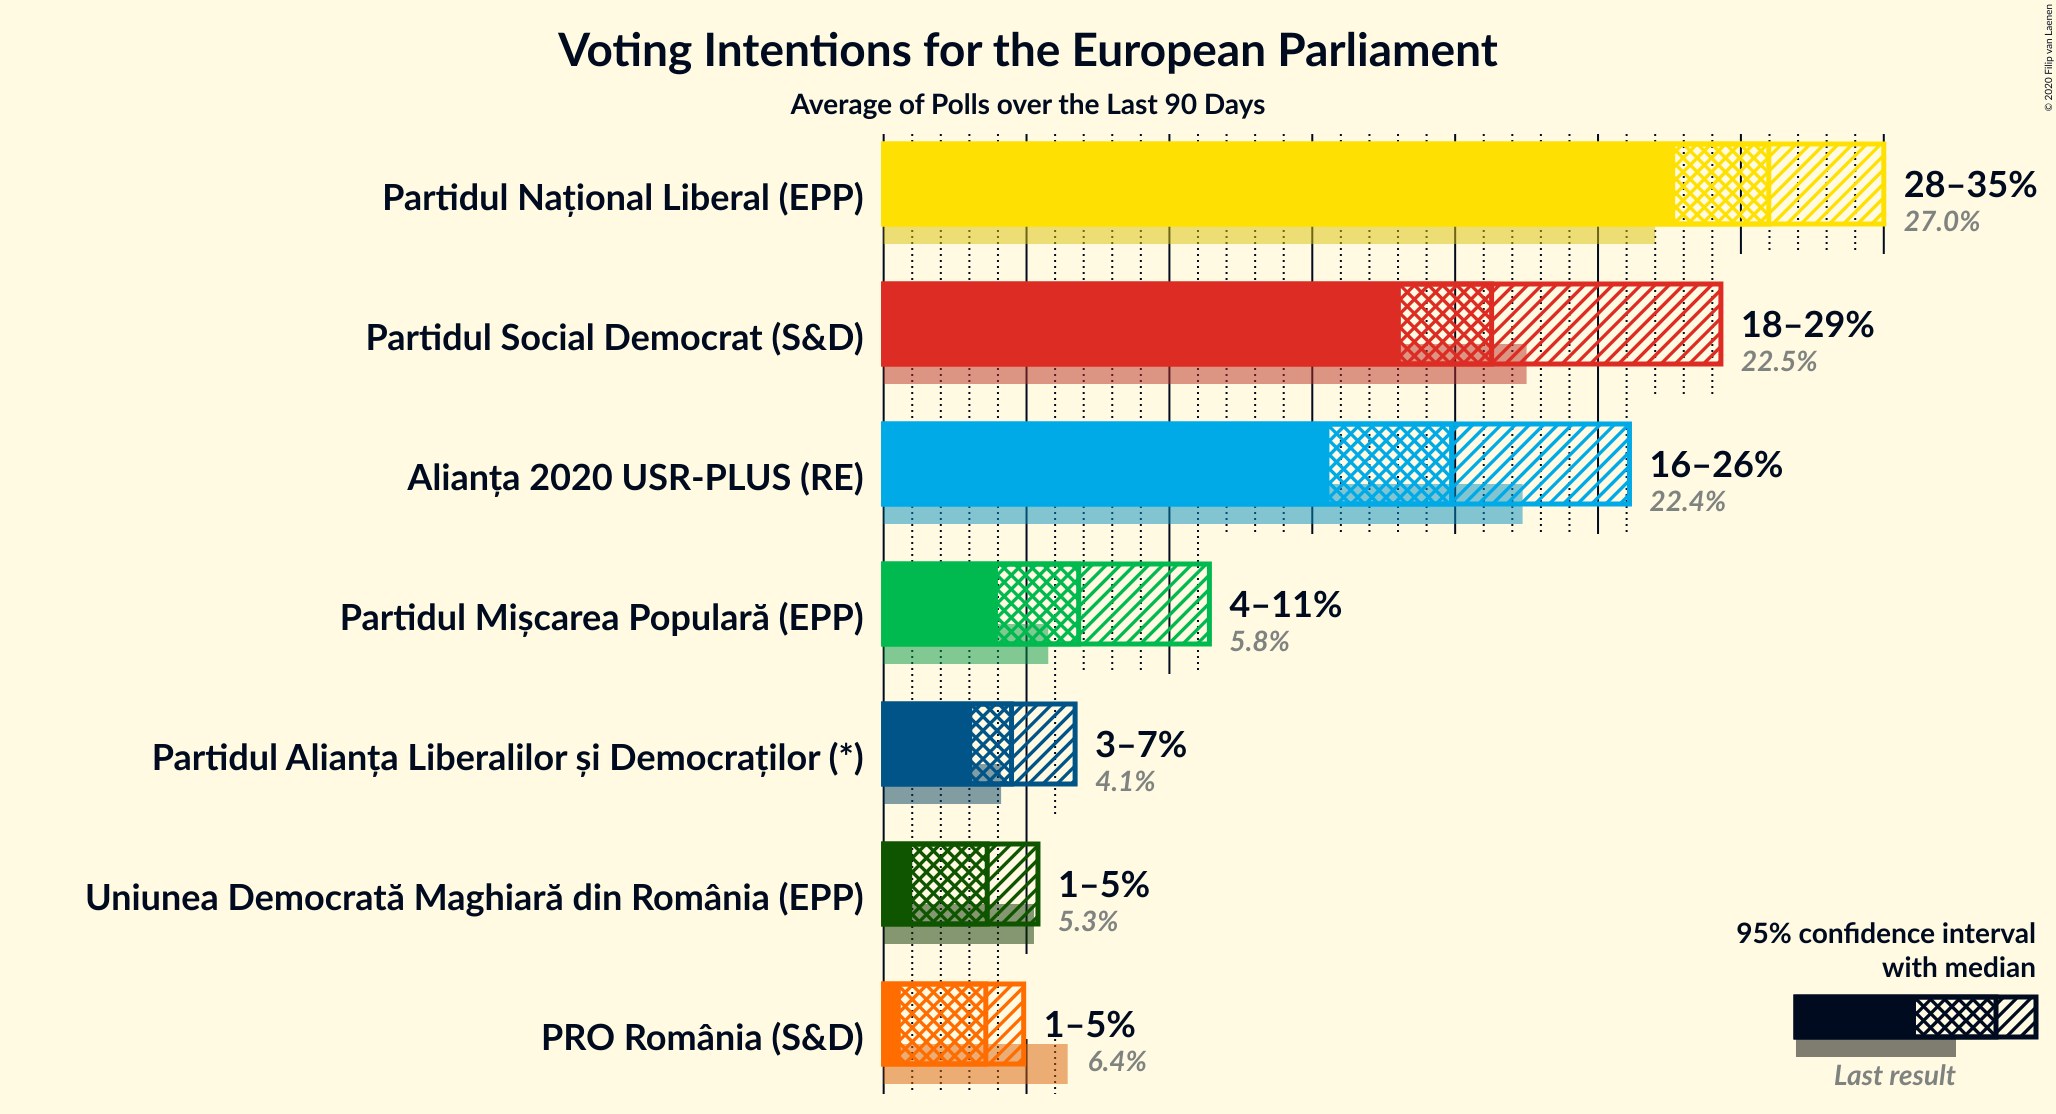 Voting Intentions for the European Parliament
Average of Polls over the Last 90 Days
© 2020 Filip van Laenen
Partidul Național Liberal (EPP)
28–35%
27.0%
Partidul Social Democrat (S&D)
18–29%
22.5%
Alianța 2020 USR-PLUS (RE)
16–26%
22.4%
Partidul Mișcarea Populară (EPP)
4–11%
5.8%
Partidul Alianța Liberalilor și Democraților (*)
3–7%
4.1%
Uniunea Democrată Maghiară din România (EPP)
1–5%
5.3%
PRO România (S&D)
1–5%
6.4%
95% confidence interval
with median
Last result